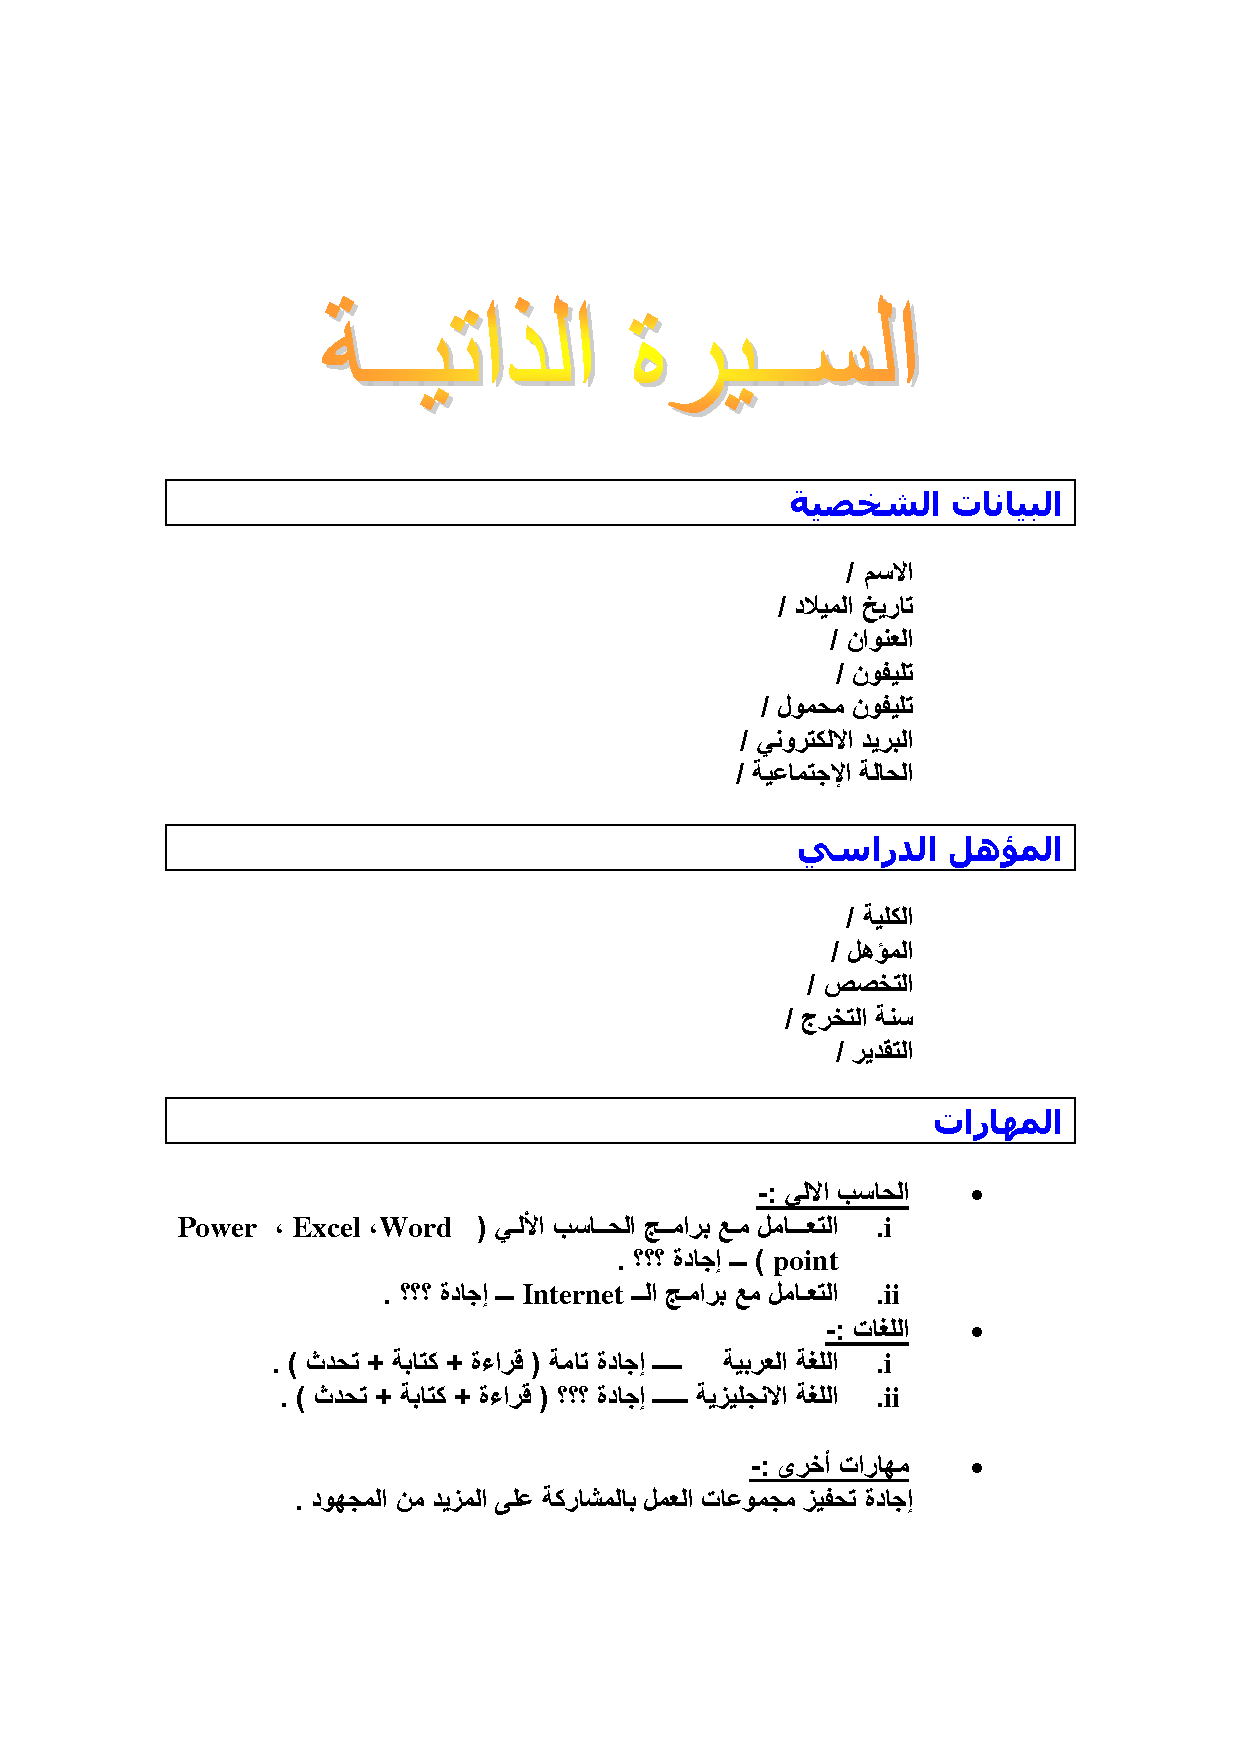 السيرة الذاتية
البيانات الشخصية
الاسم /
تاريخ الميلاد /
العنوان /
تليفون /
تليفون محمول /
البريد الالكتروني /
الحالة الإجتماعية /
المؤهل الدراسي
الكلية /
المؤهل /
التخصص /
سنة التخرج /
التقدير /
المهارات
• الحاسب الالى :-
i. التعامل مع برامج الحاسب الألي ( Word، Excel ، Power
point ) – إجادة ؟؟؟ .
ii. التعامل مع برامج الـ Internet – إجادة ؟؟؟ .
• اللغات :-
i. اللغة العربية — إجادة تامة ( قراءة + كتابة + تحدث ) .
ii. اللغة الانجليزية — إجادة ؟؟؟ ( قراءة + كتابة + تحدث ) .
• مهارات أخرى :-
إجادة تحفيز مجموعات العمل بالمشاركة على المزيد من المجهود .